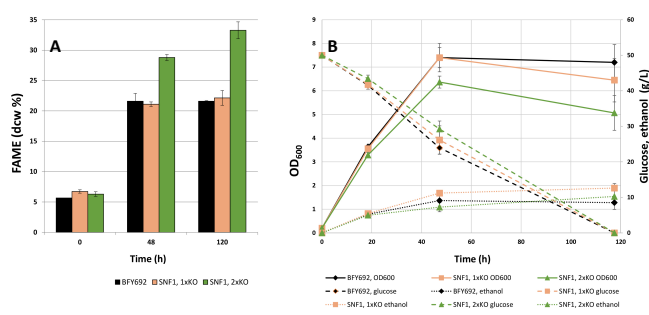 A
FAME (dcw %)
35
30
25
20
15
10
5
0
0 48 120
Time (h)
BFY692 SNF1, 1xKO SNF1, 2xKO
B
OD600
9
8
7
6
5
4
3
2
1
0
60
50
40
30
20
10
0
Glucose, ethanol (g/L)
0 20 40 60 80 100 120
Time (h)
BFY692, OD600 SNF1, 1xKO OD600 SNF1, 2xKO OD600
BFY692, glucose BFY692, ethanol SNF1, 1xKO glucose
SNF1, 1xKO ethanol SNF1, 2xKO glucose SNF1, 2xKO ethanol